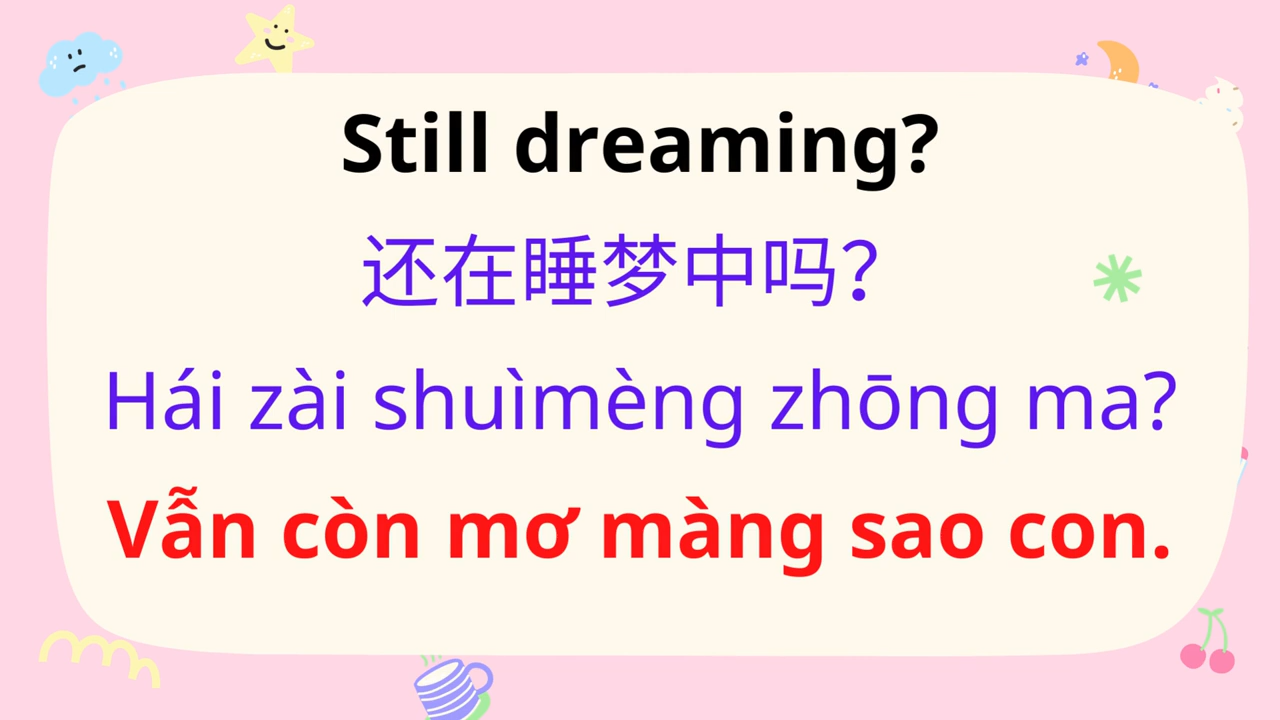 Still dreaming?
还在睡梦中吗？
Hái zài shuìmèng zhōng ma?
Vẫn còn mơ màng sao con.